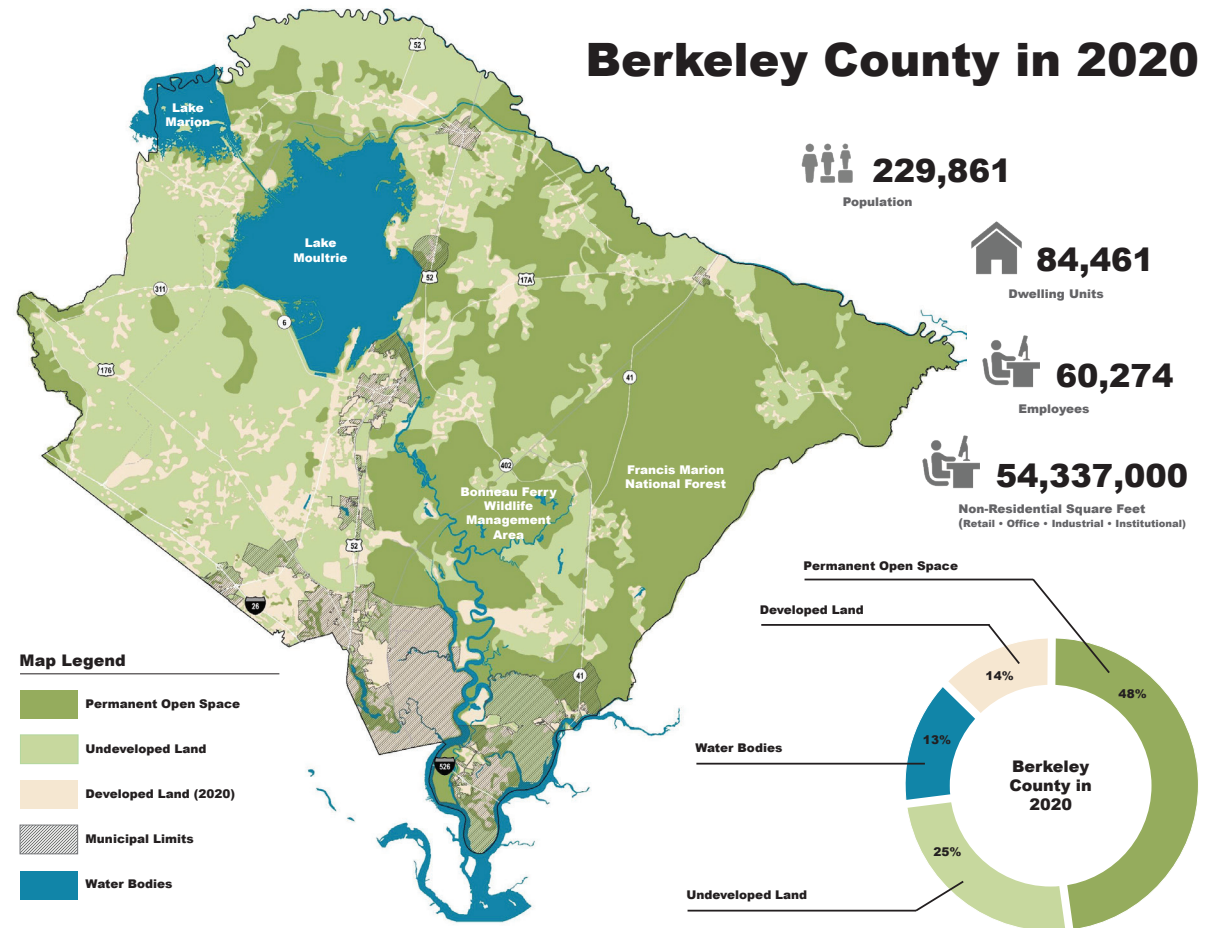 Berkeley County in 2020
229,861
Population
84,461
Dwelling Units
60,274
Employees
54,337,000
Non-Residential Square Feet
(Retail • Office • Industrial • Institutional)
52
Lake
Marion
Lake
Moultrie
52
17A
311
6
176
41
402
Francis Marion
National Forest
Bonneau Ferry
Wildlife
Management
Area
52
26
41
526
Map Legend
Permanent Open Space
Undeveloped Land
Developed Land (2020)
Municipal Limits
Water Bodies
Permanent Open Space
Developed Land
Water Bodies
Undeveloped Land
14%
48%
13%
25%
Berkeley
County in
2020